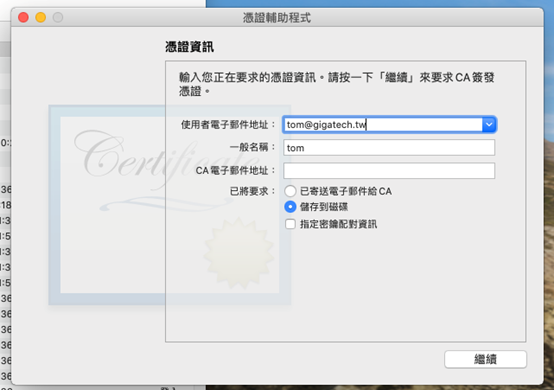 憑證輔助程式
憑證資訊
輸入您正在要求的憑證資訊。請按一下「繼續」來要求 CA 簽發
憑證。
使用者電子郵件地址：
tom@gigatech.tw
一般名稱：
tom
CA 電子郵件地址：
已將要求：
已寄送電子郵件給 CA
儲存到磁碟
指定密鑰配對資訊
Certificate
繼續